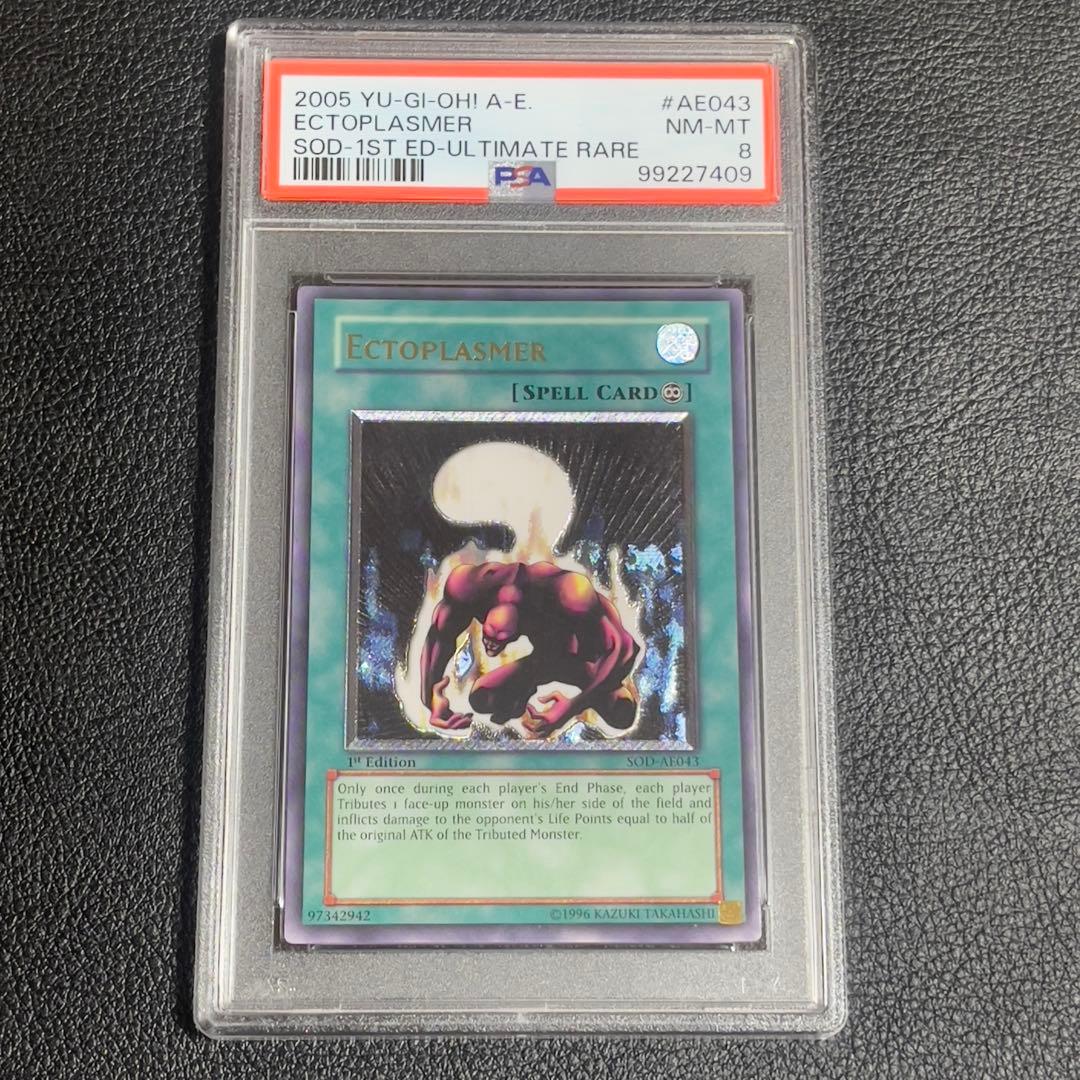 2005 YU-GI-OH! A-E. #AE043
ECTOPLASMER NM-MT
SOD-1ST ED-ULTIMATE RARE 8
PSA 99227409
ECTOPLASMER
[SPELL CARD]
1st Edition SOD-AE043
Only once during each player's End Phase, each player
Tributes 1 face-up monster on his/her side of the field and
inflicts damage to the opponent's Life Points equal to half of
the original ATK of the Tributed Monster.
97342942 ©1996 KAZUKI TAKAHASHI